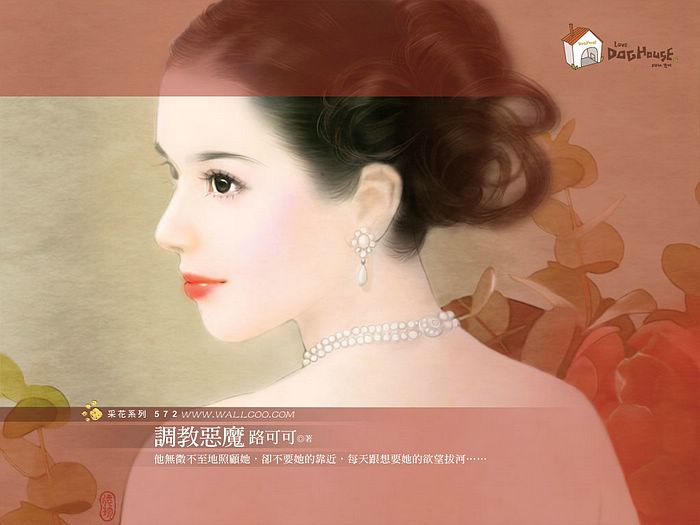 Love
DOGHOUSE
采花系列 572 WWW.WALLCOO.COM
調教惡魔 路可可◎著
他無微不至地照顧她，卻不要她的靠近，每天跟想要她的欲望拔河……